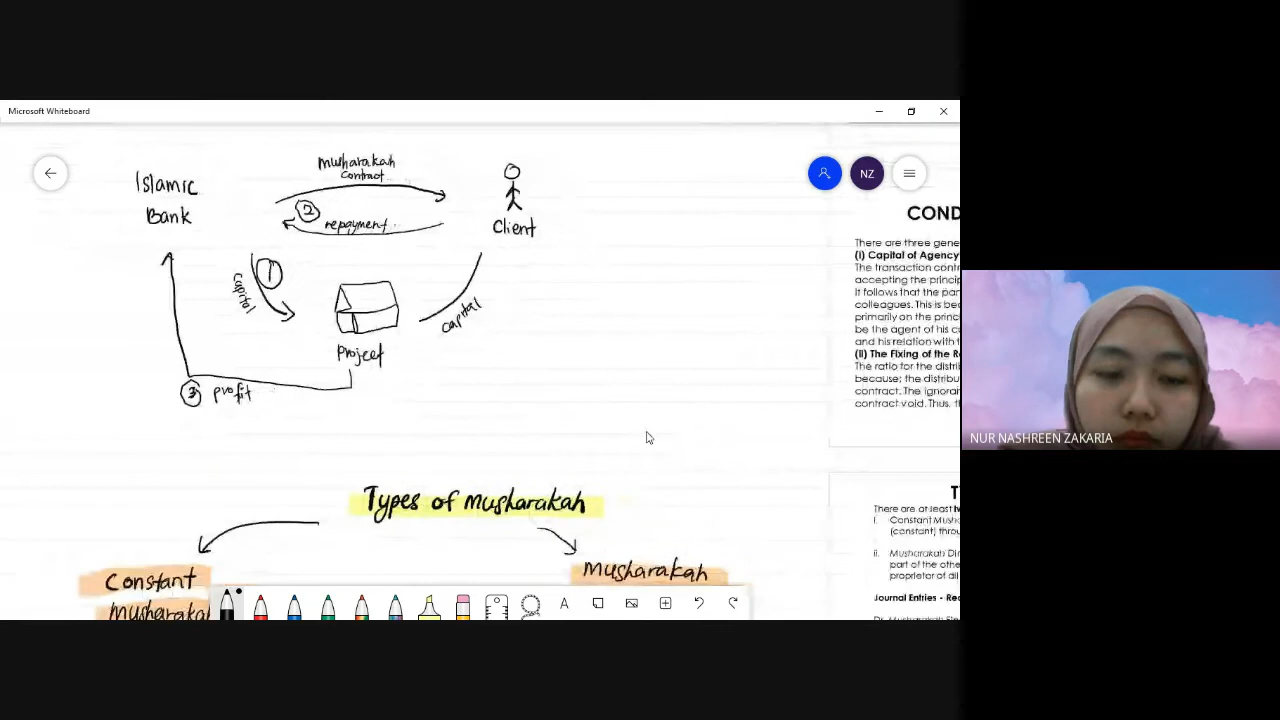 Microsoft Whiteboard
Islamic
Bank
musharakah
contract
2
repayment
Client
1
capital
capital
project
3 profit
NZ
Types of musharakah
Constant
musharakah
musharakah
A
COND
There are three gene
(i) Capital of Agency
The transaction contr
accepting the princip
It follows that the par
colleagues. This is bec
primarily on the princ
be the agent of his c
and his relation with t
(ii) The Fixing of the R
The ratio for the distrib
because; the distribut
contract. The ignoran
contract void. Thus, t
T
There are at least
i. Constant Mush
(constant) throu
ii. Musharakah Di
part of the othe
proprietor of all
Journal Entries - Rec
NUR NASHREEN ZAKARIA